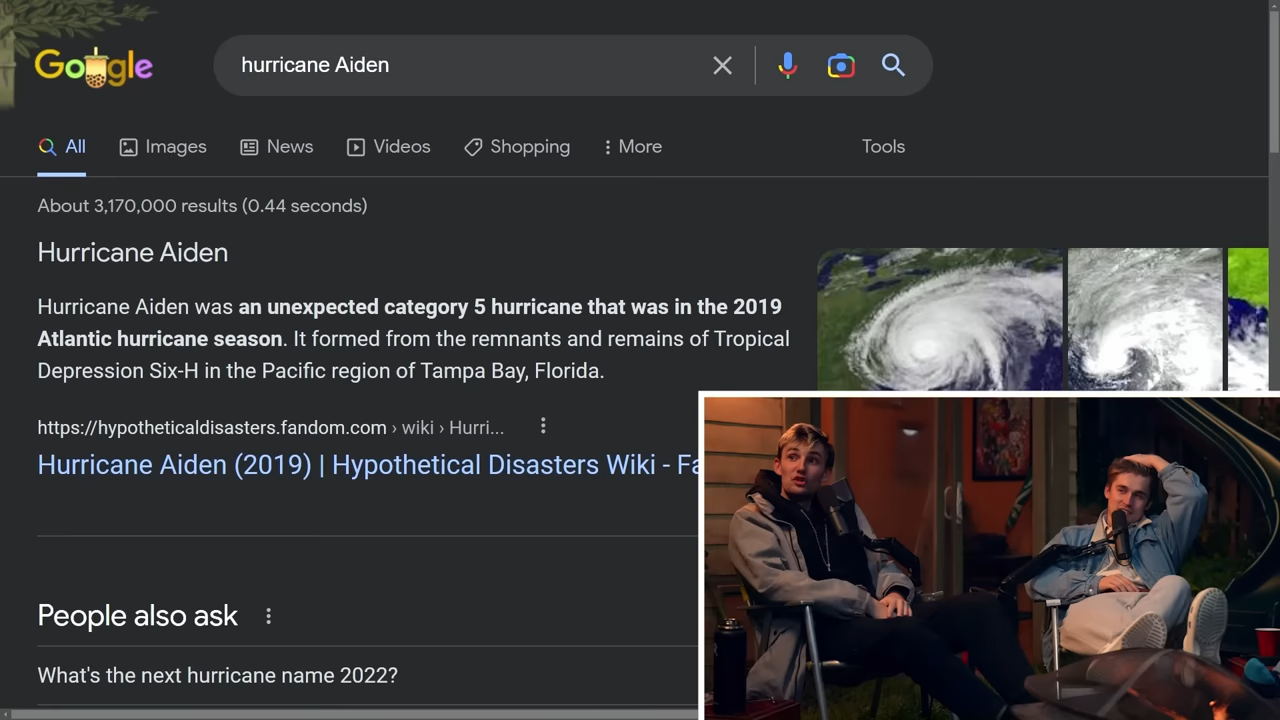 Google
hurricane Aiden
All
Images
News
Videos
Shopping
More
Tools
About 3,170,000 results (0.44 seconds)
Hurricane Aiden
Hurricane Aiden was an unexpected category 5 hurricane that was in the 2019
Atlantic hurricane season. It formed from the remnants and remains of Tropical
Depression Six-H in the Pacific region of Tampa Bay, Florida.
https://hypotheticaldisasters.fandom.com › wiki › Hurri...
Hurricane Aiden (2019) | Hypothetical Disasters Wiki - Fa
People also ask
What's the next hurricane name 2022?